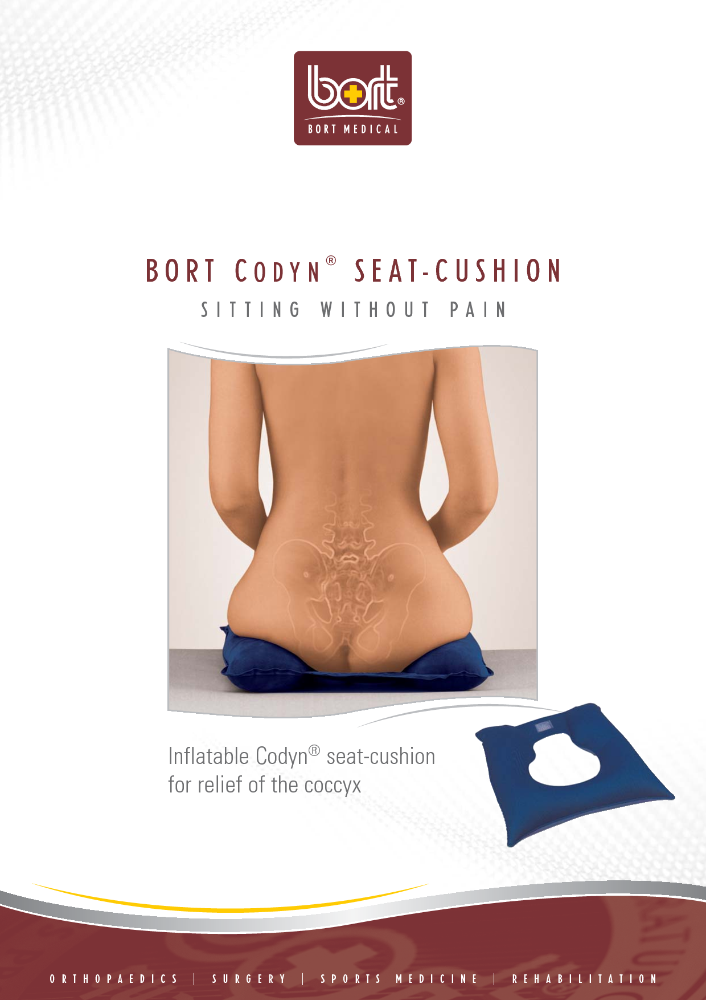 bort®
BORT MEDICAL
BORT CODYN® SEAT-CUSHION
SITTING WITHOUT PAIN
Inflatable Codyn® seat-cushion
for relief of the coccyx
ORTHOPAEDICS | SURGERY | SPORTS MEDICINE | REHABILITATION